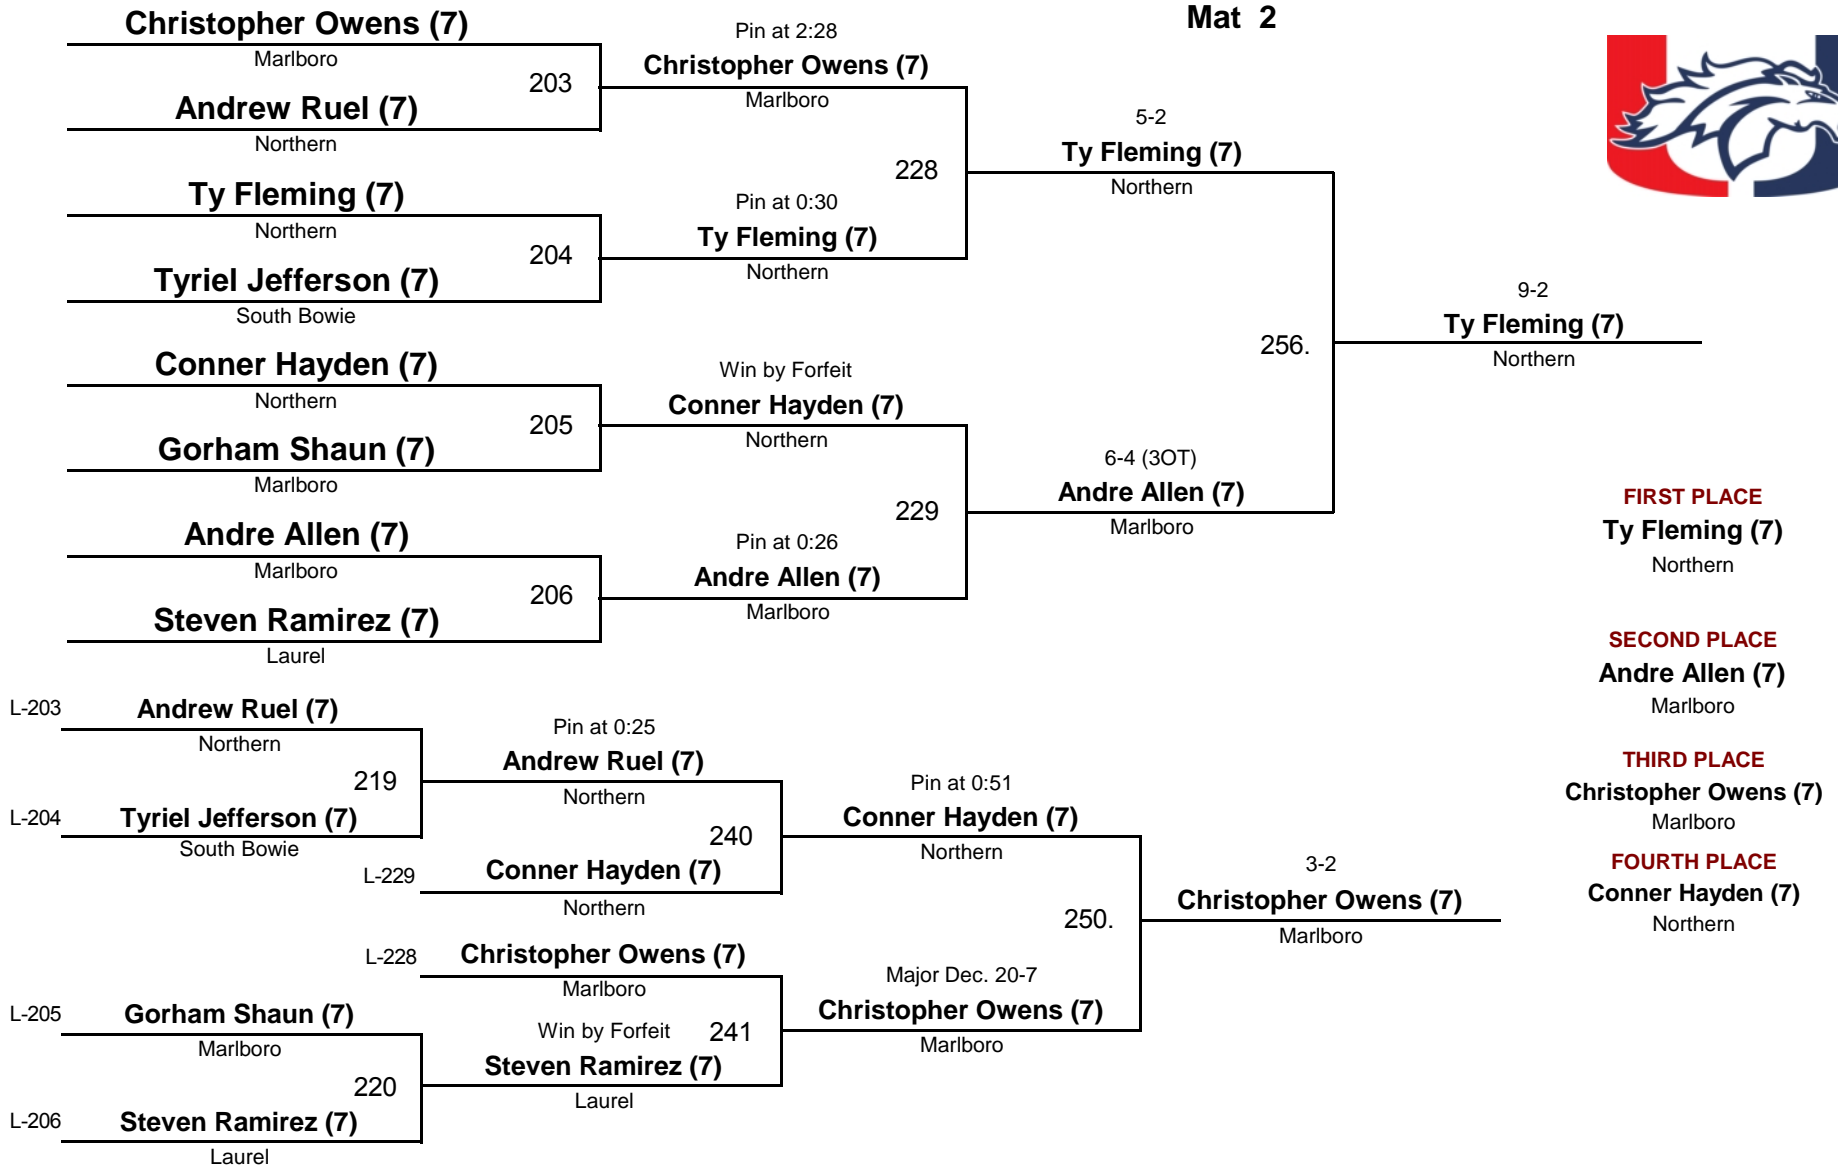 Mat 2
Christopher Owens (7)
Marlboro
203
Andrew Ruel (7)
Northern
Ty Fleming (7)
Northern
204
Tyriel Jefferson (7)
South Bowie
Conner Hayden (7)
Northern
205
Gorham Shaun (7)
Marlboro
Andre Allen (7)
Marlboro
206
Steven Ramirez (7)
Laurel
Pin at 2:28
Christopher Owens (7)
Marlboro
228
Pin at 0:30
Ty Fleming (7)
Northern
Win by Forfeit
Conner Hayden (7)
Northern
229
Pin at 0:26
Andre Allen (7)
Marlboro
5-2
Ty Fleming (7)
Northern
256.
6-4 (3OT)
Andre Allen (7)
Marlboro
9-2
Ty Fleming (7)
Northern
FIRST PLACE
Ty Fleming (7)
Northern
SECOND PLACE
Andre Allen (7)
Marlboro
THIRD PLACE
Christopher Owens (7)
Marlboro
FOURTH PLACE
Conner Hayden (7)
Northern
L-203
Andrew Ruel (7)
Northern
219
L-204
Tyriel Jefferson (7)
South Bowie
Pin at 0:25
Andrew Ruel (7)
Northern
240
L-229
Conner Hayden (7)
Northern
L-228
Christopher Owens (7)
Marlboro
L-205
Gorham Shaun (7)
Marlboro
220
L-206
Steven Ramirez (7)
Laurel
Win by Forfeit
241
Steven Ramirez (7)
Laurel
Pin at 0:51
Conner Hayden (7)
Northern
250.
Major Dec. 20-7
Christopher Owens (7)
Marlboro
3-2
Christopher Owens (7)
Marlboro